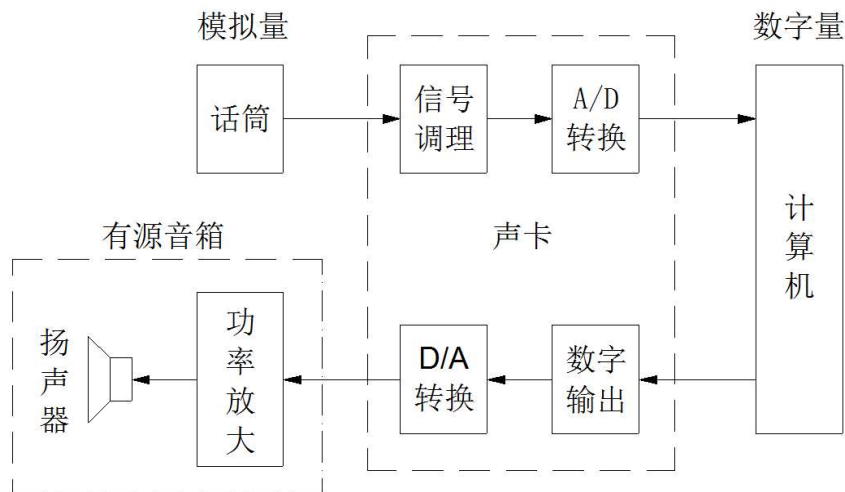 模拟量
数字量
话筒
信号
调理
A/D
转换
计算机
有源音箱
声卡
扬声器
功率放大
D/A
转换
数字
输出